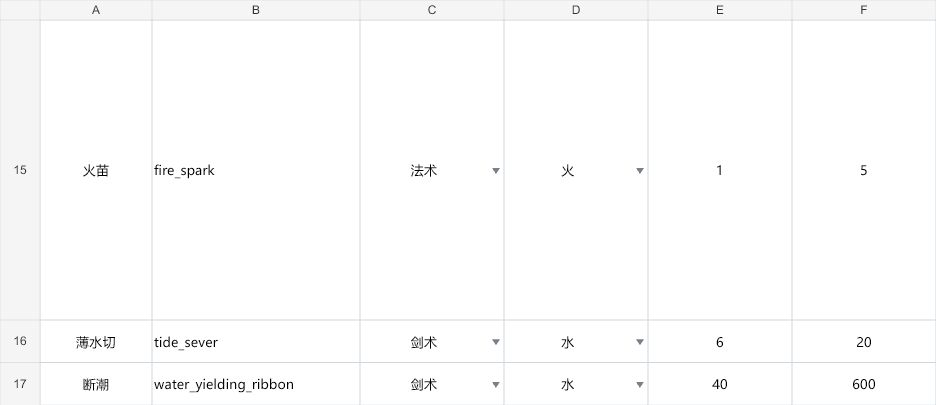 A B C D E F
15 火苗 fire_spark 法术 火 1 5
16 薄水切 tide_sever 剑术 水 6 20
17 断潮 water_yielding_ribbon 剑术 水 40 600